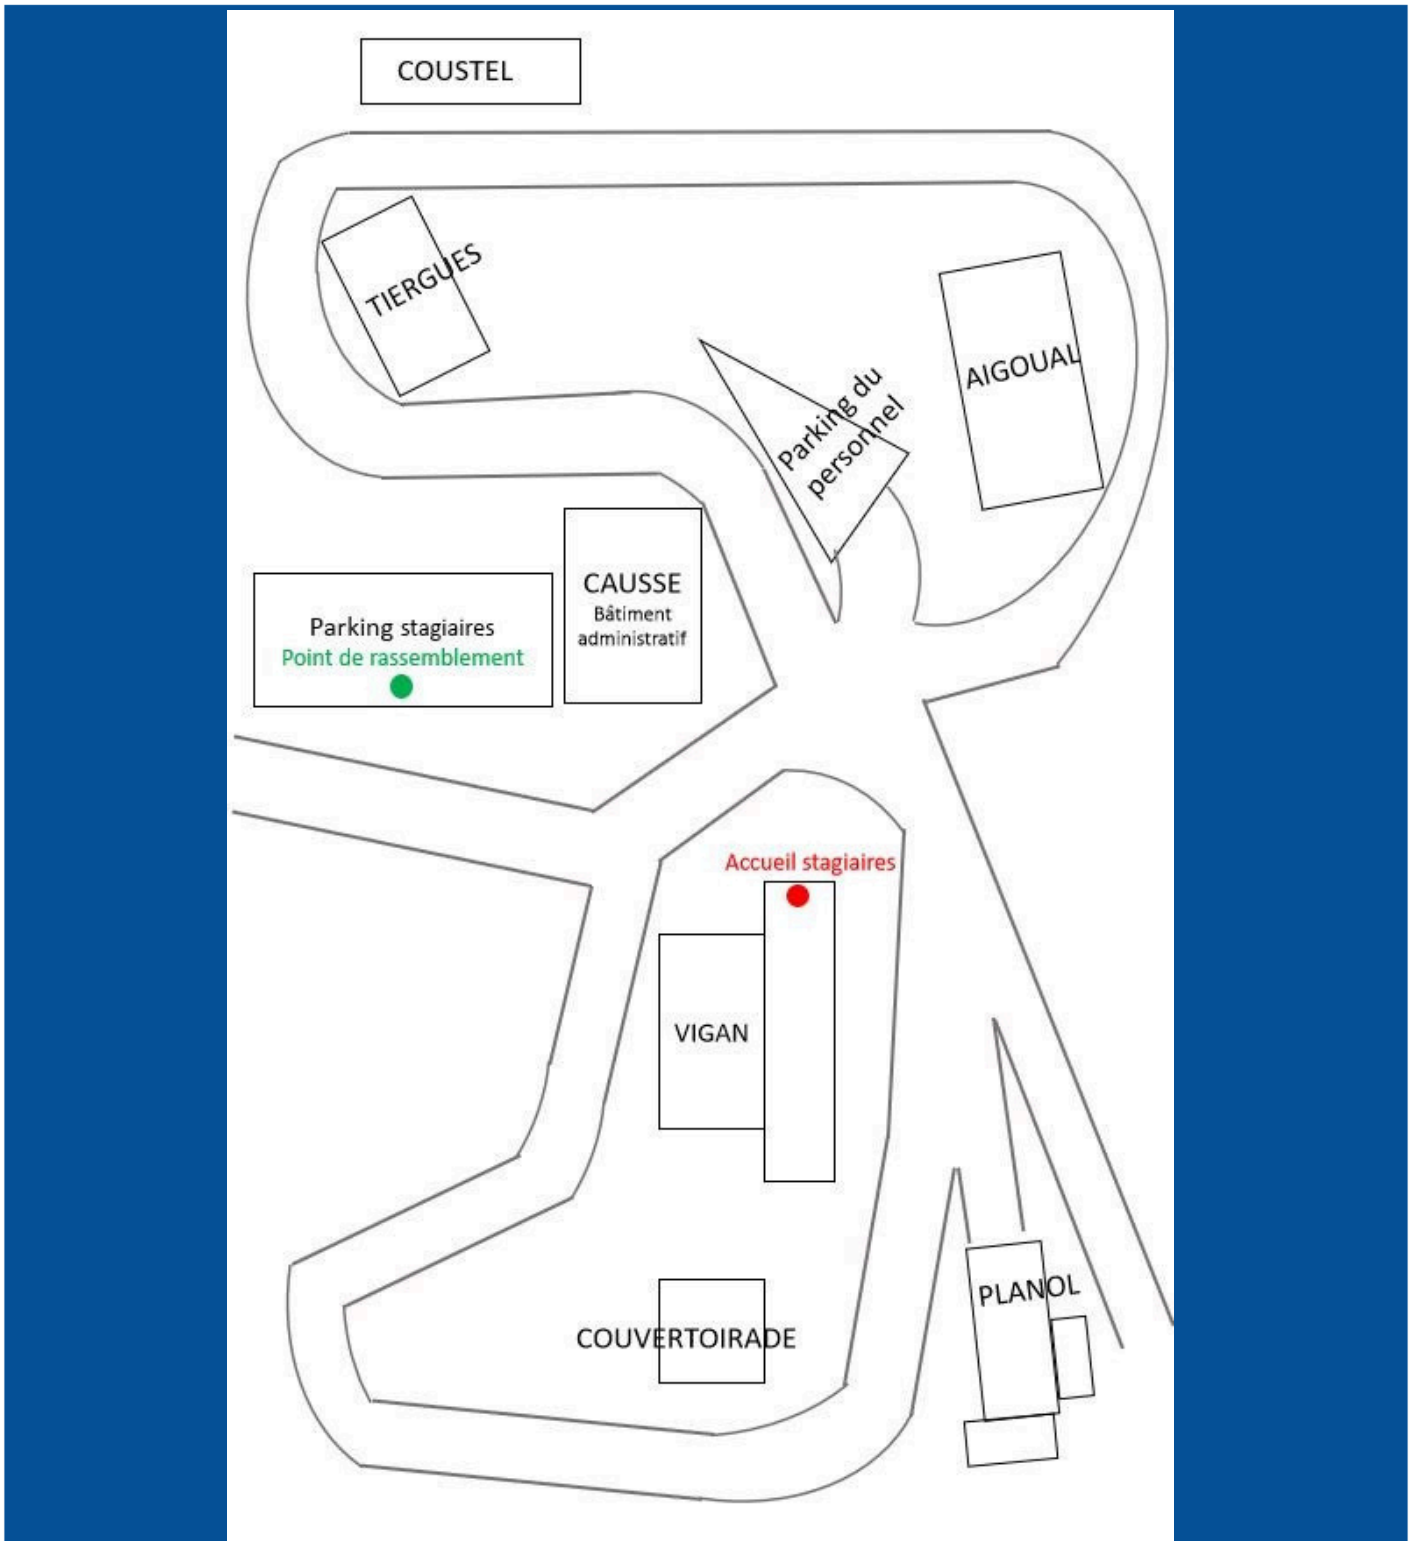 COUSTEL
TIERGUES
AIGOUAL
Parking du
personnel
CAUSSE
Bâtiment
administratif
Parking stagiaires
Point de rassemblement
Accueil stagiaires
VIGAN
PLANOL
COUVERTOIRADE